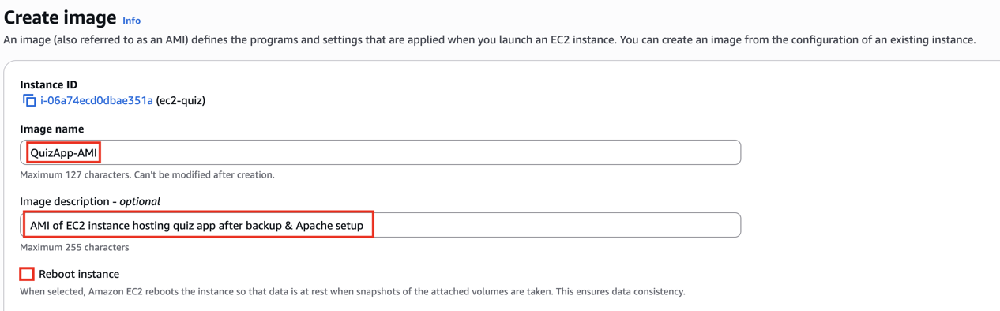 Create image Info
An image (also referred to as an AMI) defines the programs and settings that are applied when you launch an EC2 instance. You can create an image from the configuration of an existing instance.
Instance ID
i-06a74ecd0dbae351a (ec2-quiz)
Image name
QuizApp-AMI
Maximum 127 characters. Can't be modified after creation.
Image description - optional
AMI of EC2 instance hosting quiz app after backup & Apache setup
Maximum 255 characters
Reboot instance
When selected, Amazon EC2 reboots the instance so that data is at rest when snapshots of the attached volumes are taken. This ensures data consistency.